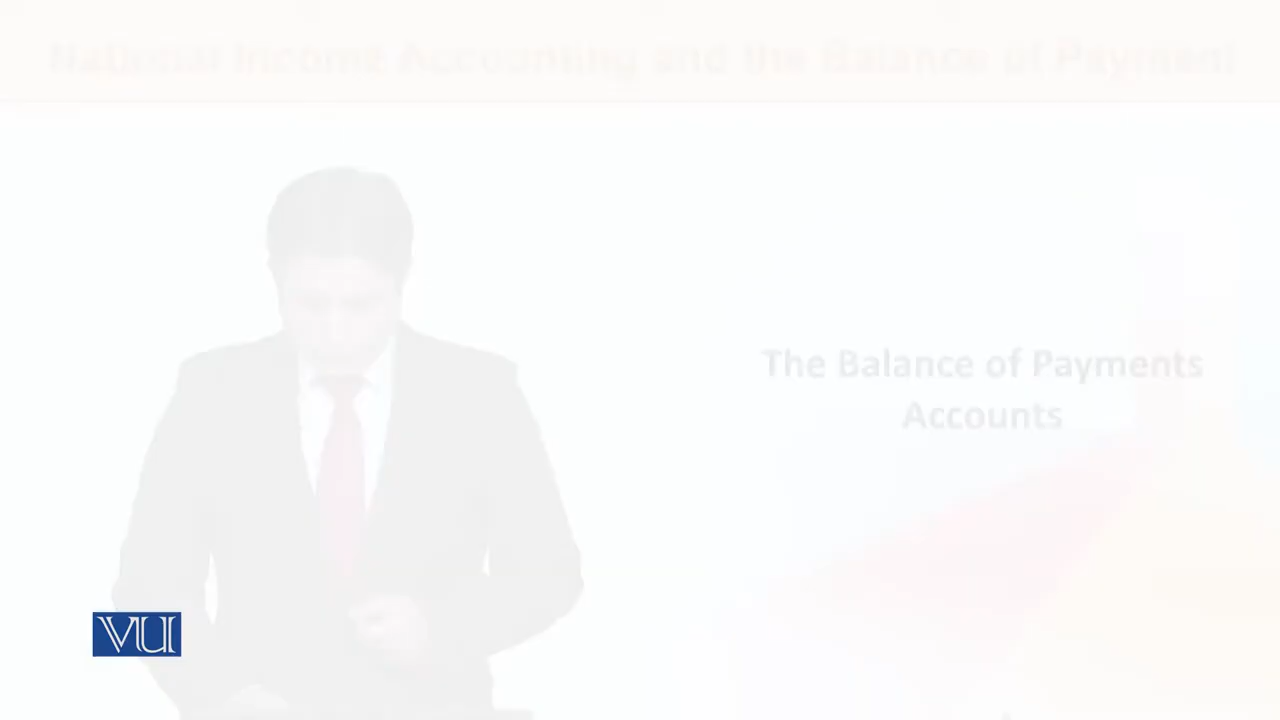 National Income Accounting and the Balance of Payment
The Balance of Payments
Accounts
VU